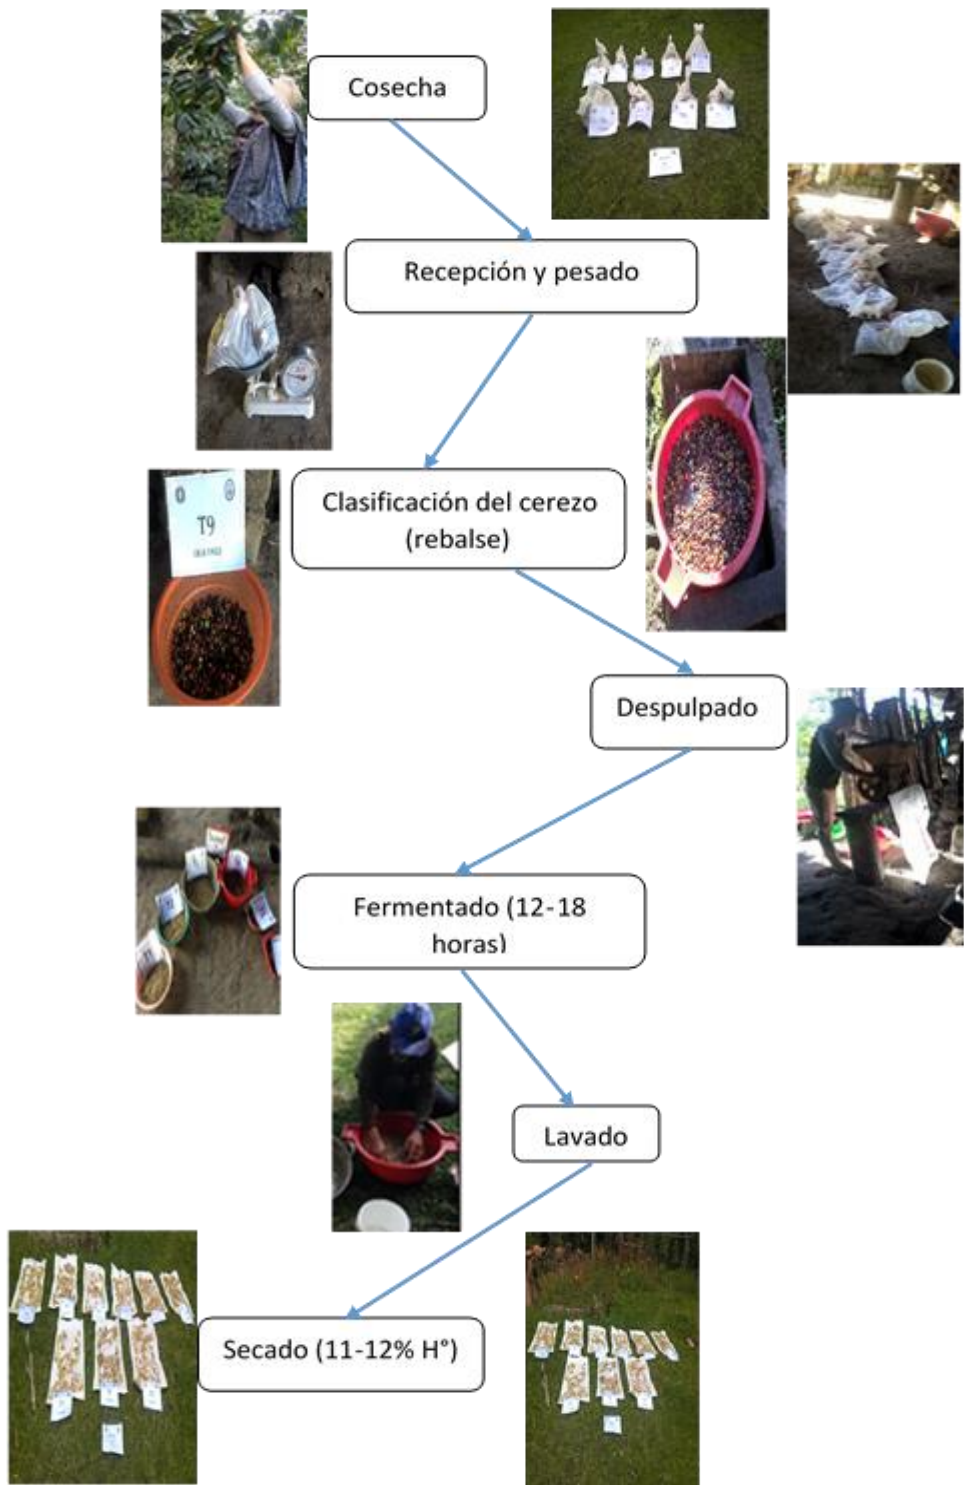 Cosecha
Recepción y pesado
Clasificación del cerezo
(rebalse)
T9
Despulpado
Fermentado (12-18
horas)
Lavado
Secado (11-12% H°)